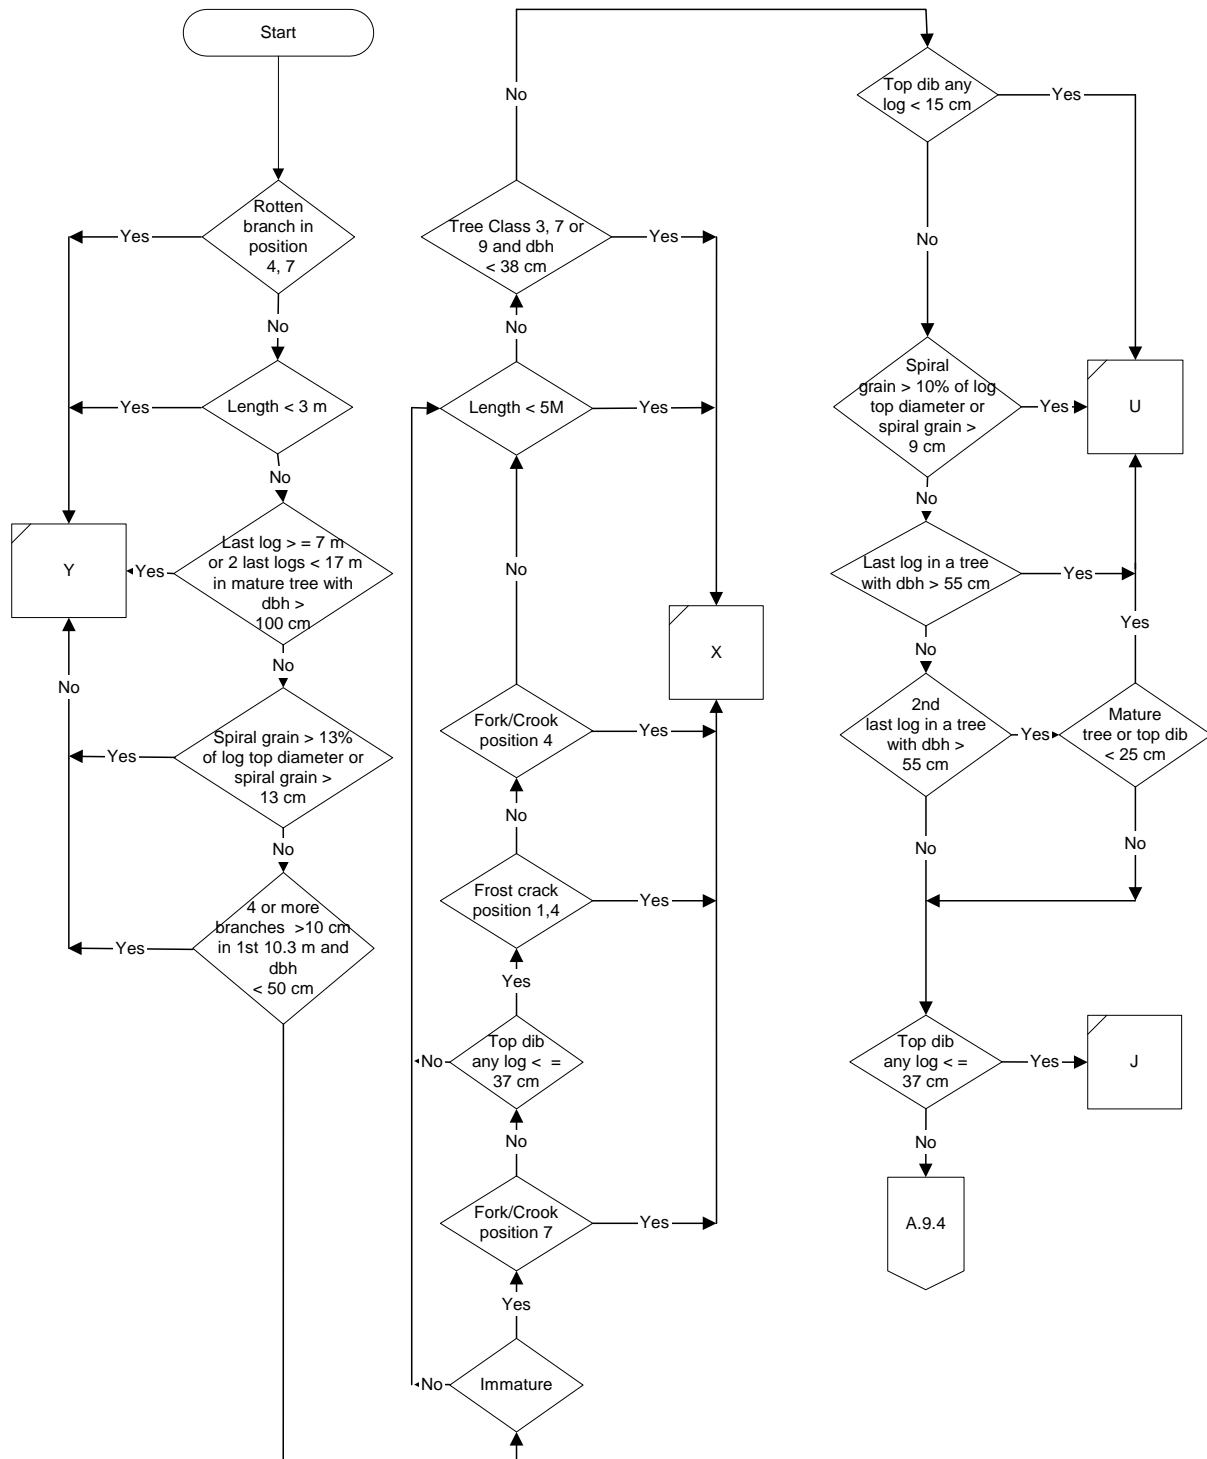 Start
Rotten
branch in
position
4, 7
Yes
No
Length < 3 m
Yes
No
Last log > = 7 m
or 2 last logs < 17 m
in mature tree with
dbh >
100 cm
Yes
Y
No
No
Spiral grain > 13%
of log top diameter or
spiral grain >
13 cm
Yes
No
4 or more
branches >10 cm
in 1st 10.3 m and
dbh
< 50 cm
Yes
No
Tree Class 3, 7 or
9 and dbh
< 38 cm
Yes
No
Length < 5M
Yes
No
X
Fork/Crook
position 4
Yes
No
Frost crack
position 1,4
Yes
Yes
Top dib
any log < =
37 cm
No
No
Fork/Crook
position 7
Yes
Yes
Immature
No
Top dib any
log < 15 cm
Yes
No
Spiral
grain > 10% of log
top diameter or
spiral grain >
9 cm
Yes
U
No
Last log in a tree
with dbh > 55 cm
Yes
Yes
No
2nd
last log in a tree
with dbh >
55 cm
Yes
Mature
tree or top dib
< 25 cm
No
No
Top dib
any log < =
37 cm
Yes
J
No
A.9.4